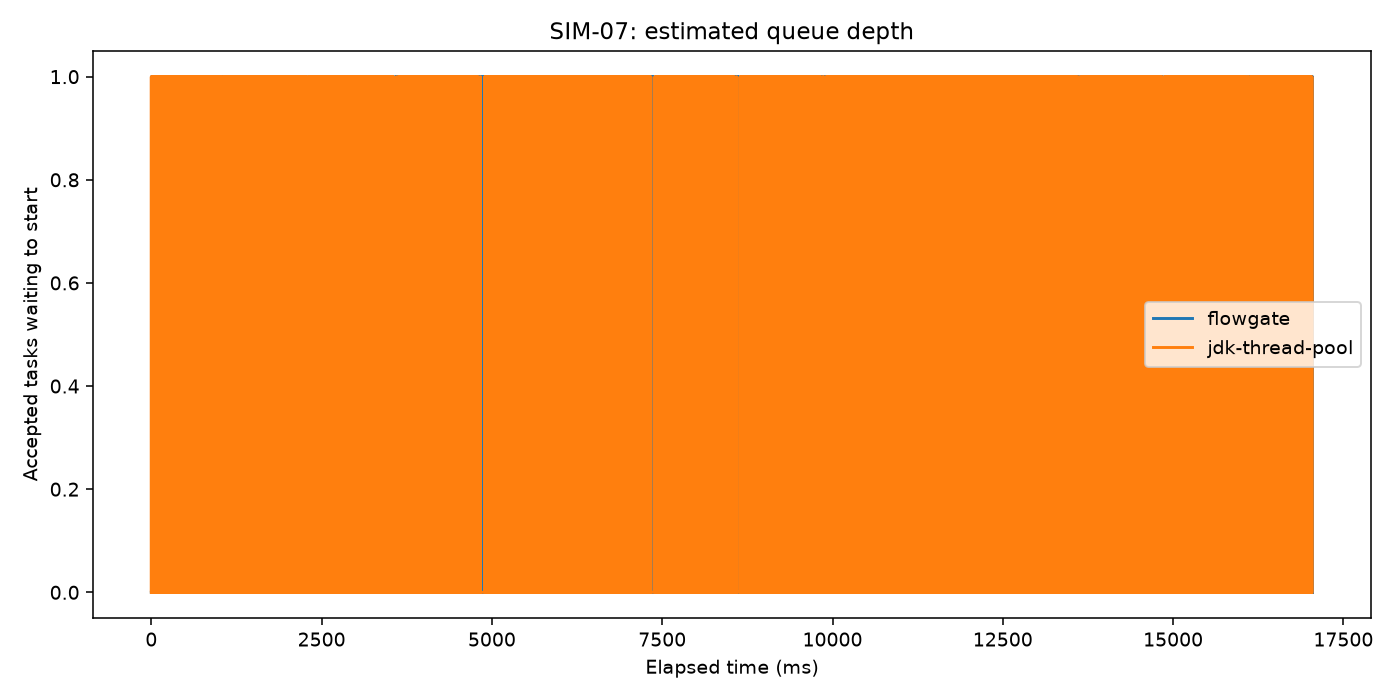 SIM-07: estimated queue depth
Accepted tasks waiting to start
1.0
0.8
0.6
0.4
0.2
0.0
flowgate
jdk-thread-pool
0 2500 5000 7500 10000 12500 15000 17500
Elapsed time (ms)